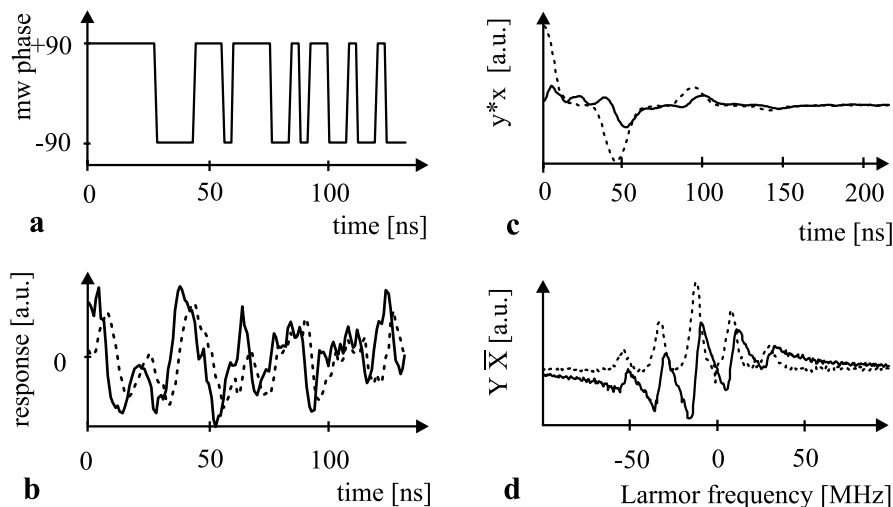 mw phase
+90
-90
0
50
100
time [ns]
a
y*x [a.u.]
0
50
100
150
200
time [ns]
c
response [a.u.]
0
0
50
100
time [ns]
b
Y X̅ [a.u.]
-50
0
50
Larmor frequency [MHz]
d